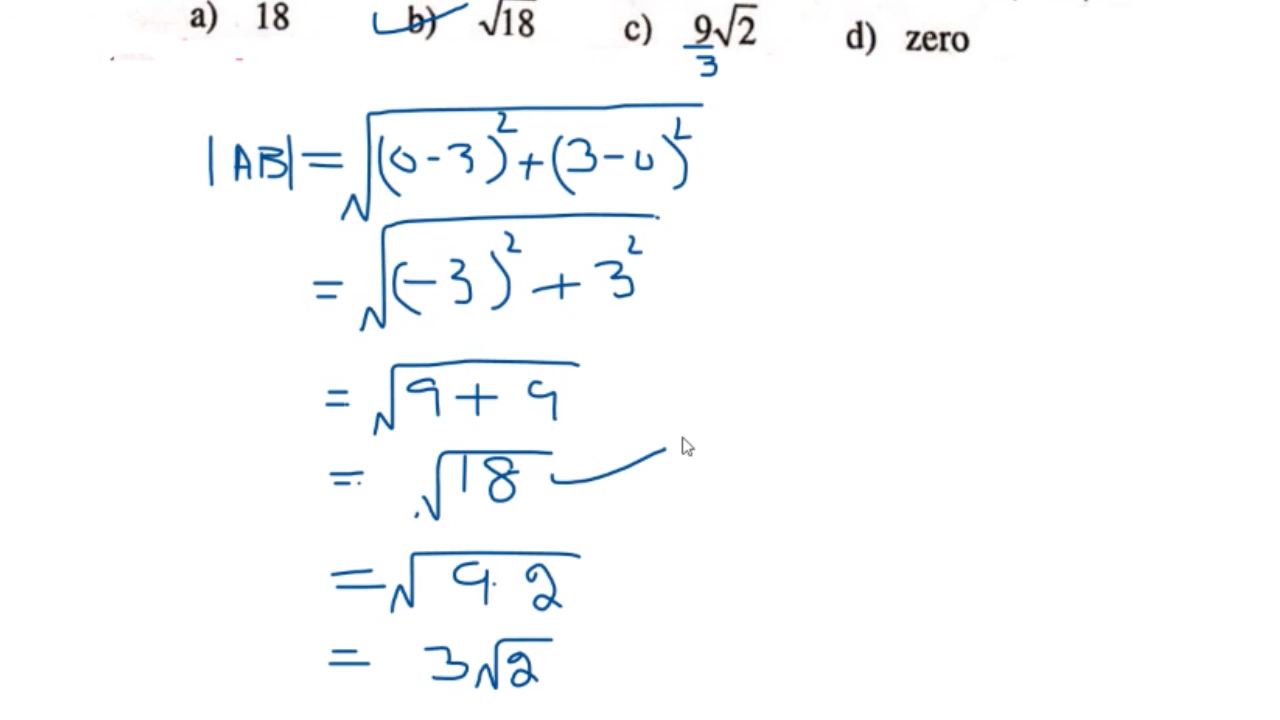 a) 18 b) √18 c) 9√2 d) zero
3
|AB| = √(0-3)²+(3-0)²
= √(-3)² + 3²
= √9 + 9
= √18
= √9.2
= 3√2